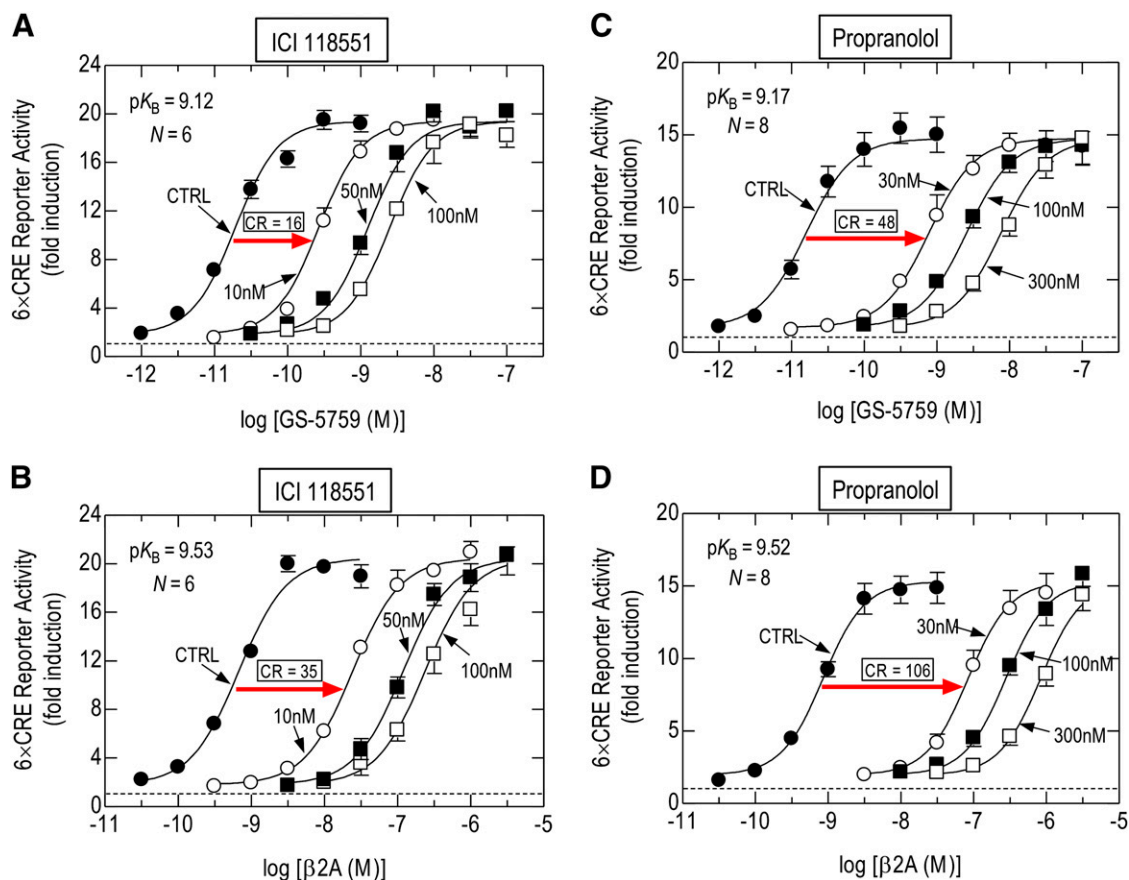 A
ICI 118551
24
20
16
12
8
4
0
6×CRE Reporter Activity
(fold induction)
pKB = 9.12
N = 6
CTRL
CR = 16
10nM
50nM
100nM
-12 -11 -10 -9 -8 -7
log [GS-5759 (M)]
C
Propranolol
20
15
10
5
0
6×CRE Reporter Activity
(fold induction)
pKB = 9.17
N = 8
CTRL
CR = 48
30nM
100nM
300nM
-12 -11 -10 -9 -8 -7
log [GS-5759 (M)]
B
ICI 118551
24
20
16
12
8
4
0
6×CRE Reporter Activity
(fold induction)
pKB = 9.53
N = 6
CTRL
CR = 35
10nM
50nM
100nM
-11 -10 -9 -8 -7 -6 -5
log [β2A (M)]
D
Propranolol
20
15
10
5
0
6×CRE Reporter Activity
(fold induction)
pKB = 9.52
N = 8
CTRL
CR = 106
30nM
100nM
300nM
-11 -10 -9 -8 -7 -6 -5
log [β2A (M)]